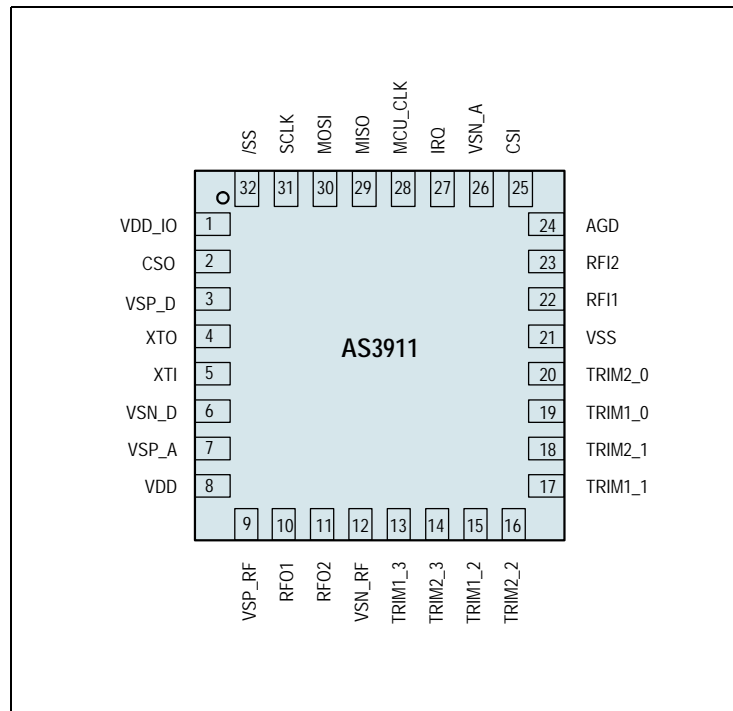 /SS
SCLK
MOSI
MISO
MCU_CLK
IRQ
VSN_A
CSI
32 31 30 29 28 27 26 25
VDD_IO 1
CSO 2
VSP_D 3
XTO 4
XTI 5
VSN_D 6
VSP_A 7
VDD 8
AS3911
24 AGD
23 RFI2
22 RFI1
21 VSS
20 TRIM2_0
19 TRIM1_0
18 TRIM2_1
17 TRIM1_1
9 10 11 12 13 14 15 16
VSP_RF
RFO1
RFO2
VSN_RF
TRIM1_3
TRIM2_3
TRIM1_2
TRIM2_2